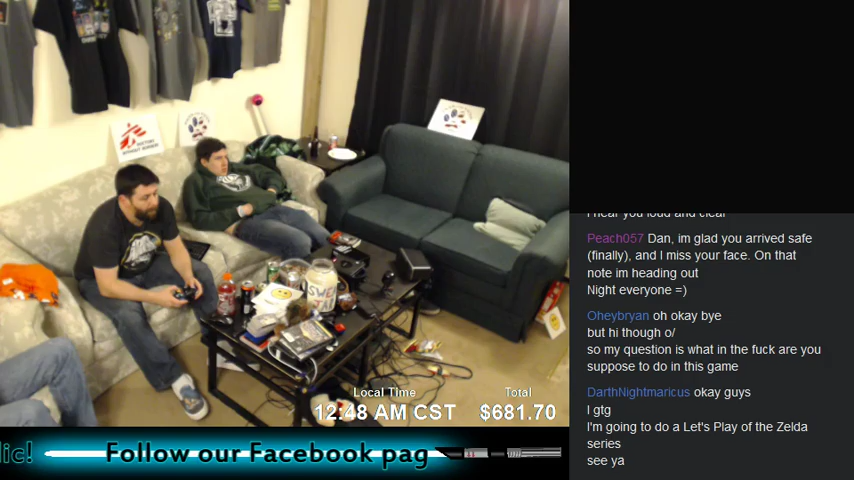 I hear you loud and clear
Peach057 Dan, im glad you arrived safe
(finally), and I miss your face. On that
note im heading out
Night everyone =)
Oheybryan oh okay bye
but hi though o/
so my question is what in the fuck are you
suppose to do in this game
DarthNightmaricus okay guys
I gtg
I'm going to do a Let's Play of the Zelda
series
see ya
SWEET
Local Time
Total
12:48 AM CST
$681.70
lic!
Follow our Facebook pag